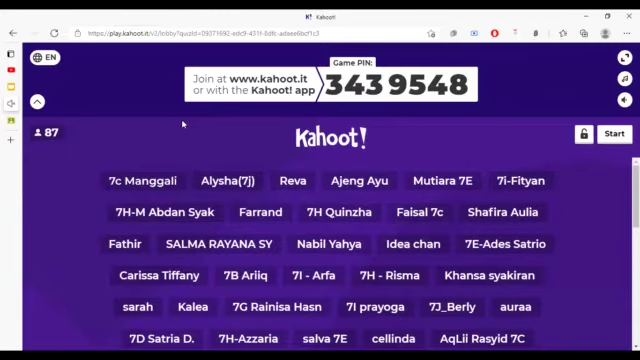 Kahoot!
https://play.kahoot.it/v2/lobby?quizId=09371692-edc9-431f-8dfc-adeee6bcf1c3
EN
Game PIN:
Join at www.kahoot.it
or with the Kahoot! app
343 9548
87
Kahoot!
Start
7c Manggali Alysha(7j) Reva Ajeng Ayu Mutiara 7E 7i-Fityan
7H-M Abdan Syak Farrand 7H Quinzha Faisal 7c Shafira Aulia
Fathir SALMA RAYANA SY Nabil Yahya Idea chan 7E-Ades Satrio
Carissa Tiffany 7B Ariiq 7I - Arfa 7H - Risma Khansa syakiran
sarah Kalea 7G Rainisa Hasn 7I prayoga 7J_Berly auraa
7D Satria D. 7H-Azzaria salva 7E cellinda AqLii Rasyid 7C